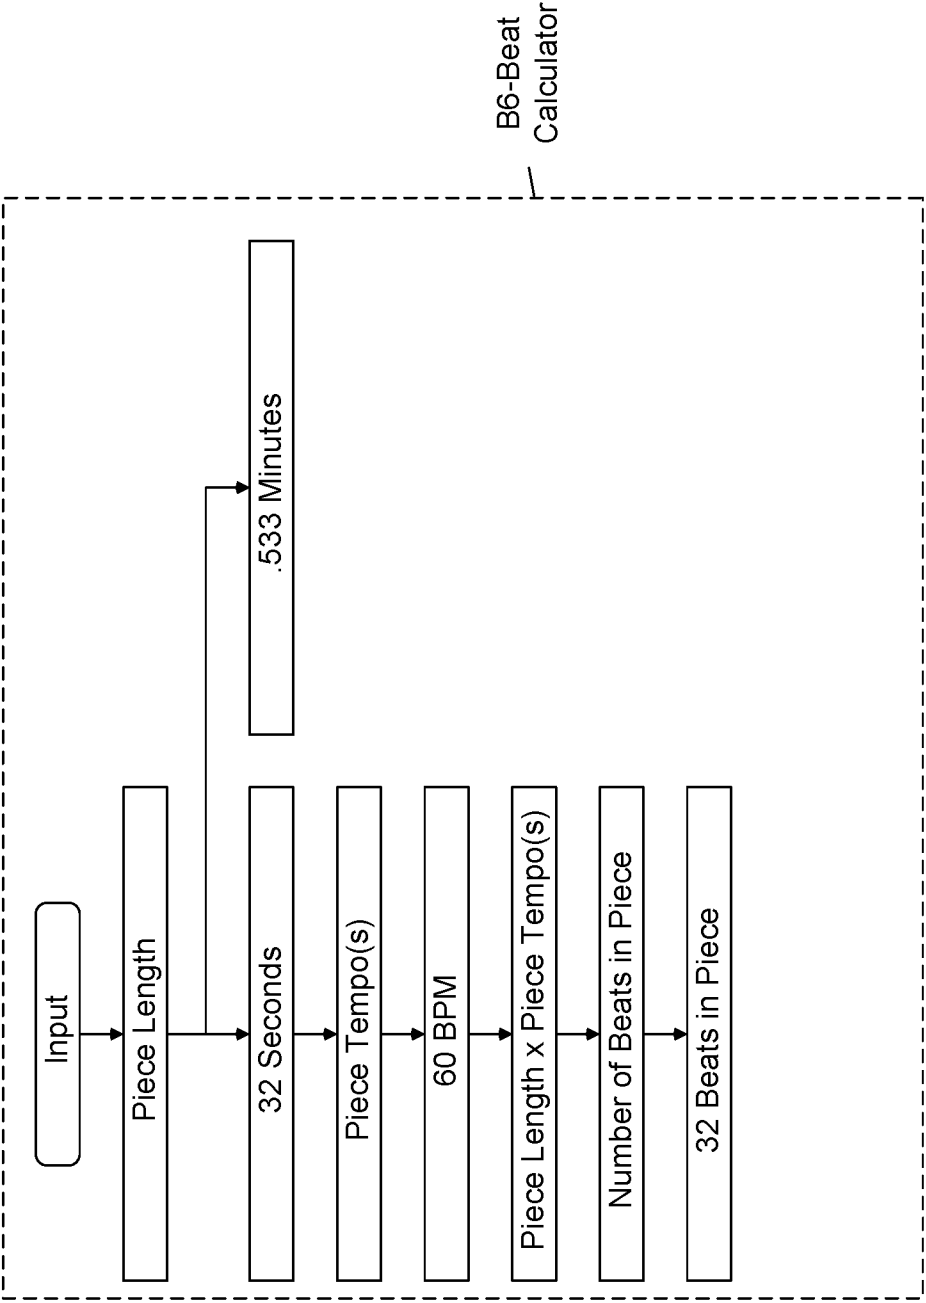 Input
Piece Length
32 Seconds
.533 Minutes
Piece Tempo(s)
60 BPM
Piece Length x Piece Tempo(s)
Number of Beats in Piece
32 Beats in Piece
B6-Beat
Calculator